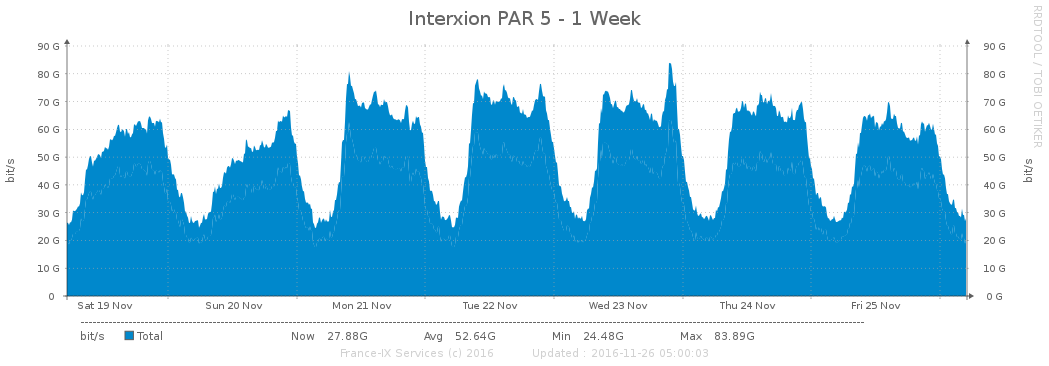 Interxion PAR 5 - 1 Week
RRDTOOL / TOBI OETIKER
90 G 90 G
80 G 80 G
70 G 70 G
60 G 60 G
50 G 50 G
bit/s bit/s
40 G 40 G
30 G 30 G
20 G 20 G
10 G 10 G
0 0 G
Sat 19 Nov Sun 20 Nov Mon 21 Nov Tue 22 Nov Wed 23 Nov Thu 24 Nov Fri 25 Nov
bit/s Total Now 27.88G Avg 52.64G Min 24.48G Max 83.89G
France-IX Services (c) 2016 Updated : 2016-11-26 05:00:03